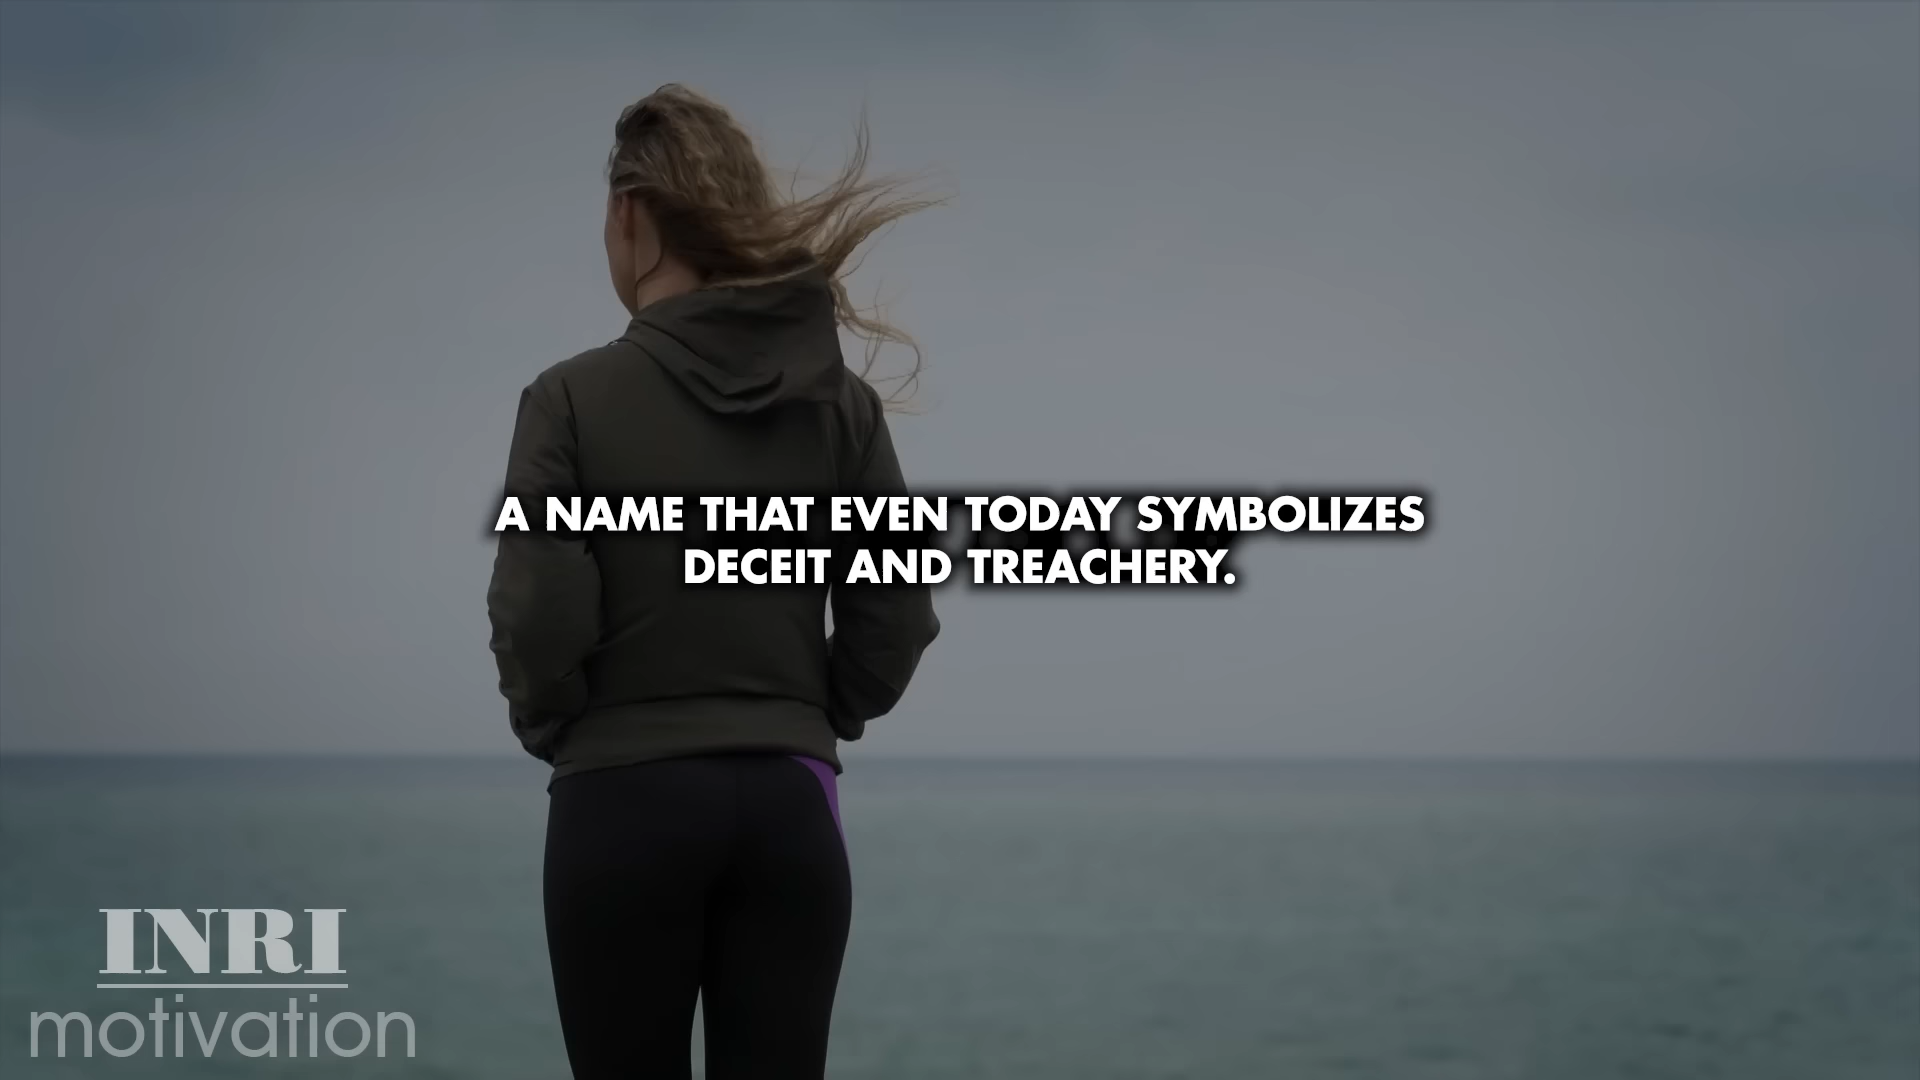 A NAME THAT EVEN TODAY SYMBOLIZES
DECEIT AND TREACHERY.
INRI
motivation